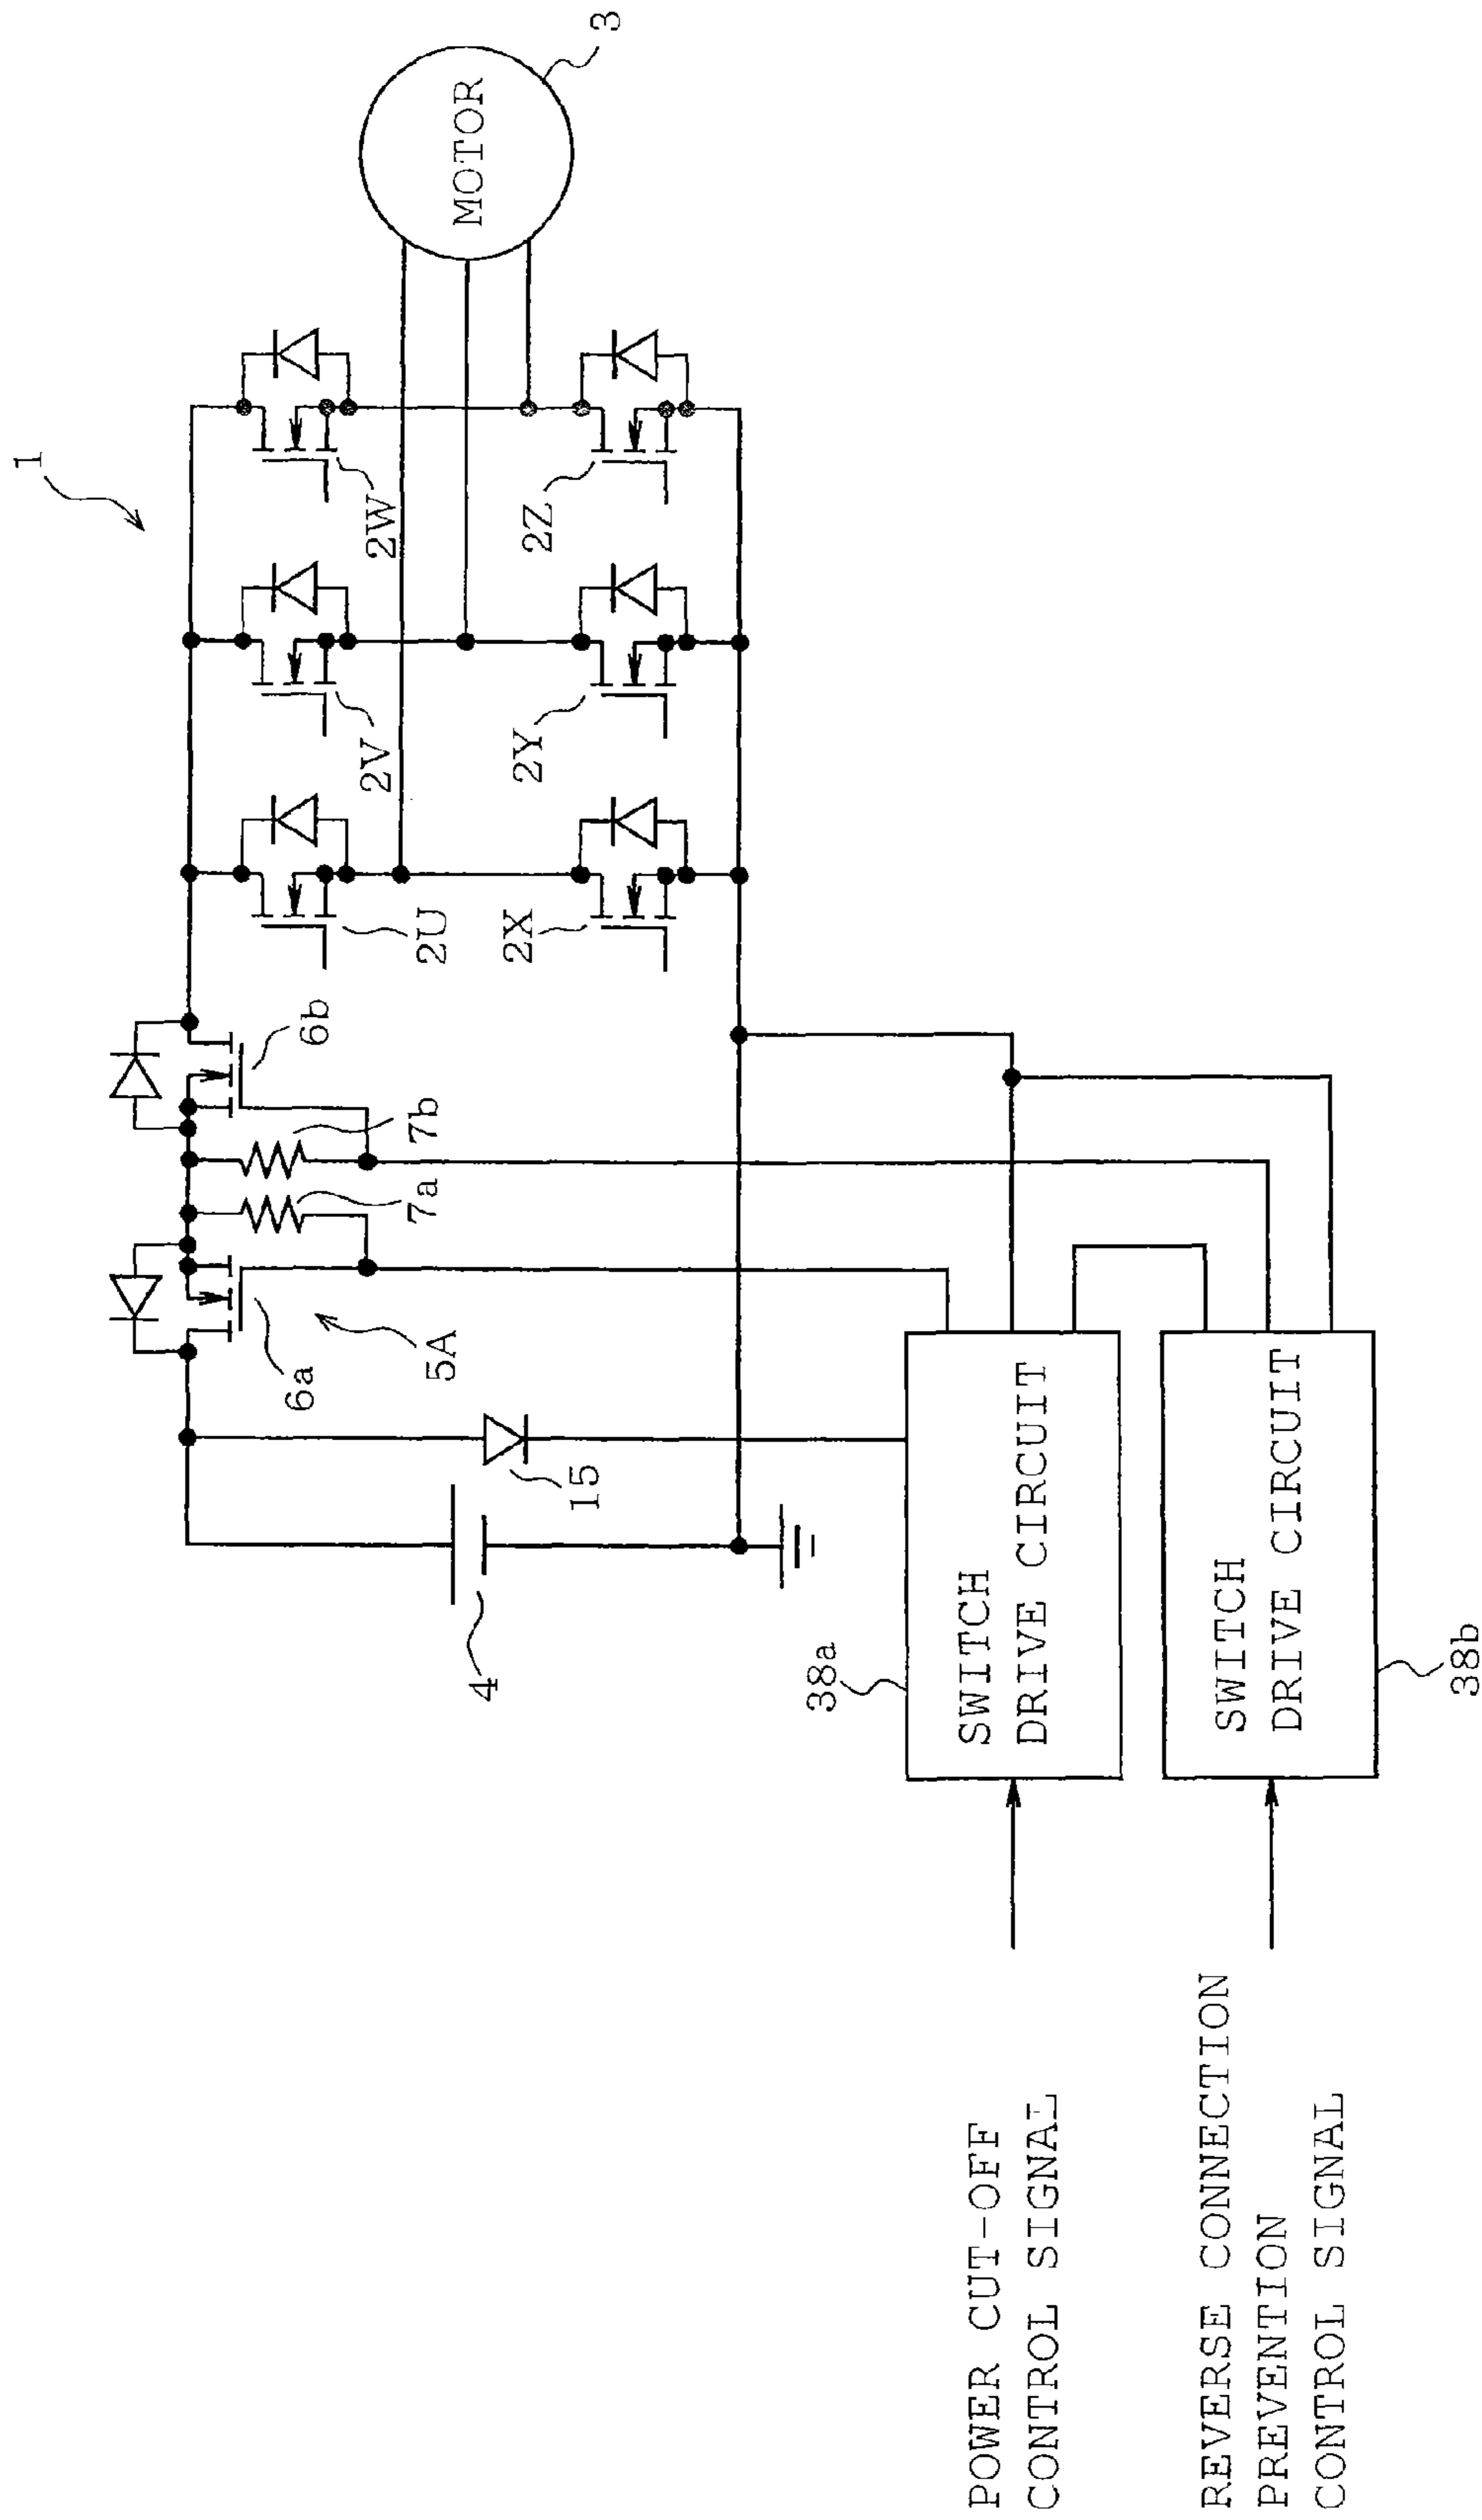 1
MOTOR
3
2U
2V
2W
2X
2Y
2Z
6a
6b
7a
7b
5A
15
4
38a
SWITCH
DRIVE CIRCUIT
SWITCH
DRIVE CIRCUIT
38b
POWER CUT-OFF
CONTROL SIGNAL
REVERSE CONNECTION
PREVENTION
CONTROL SIGNAL